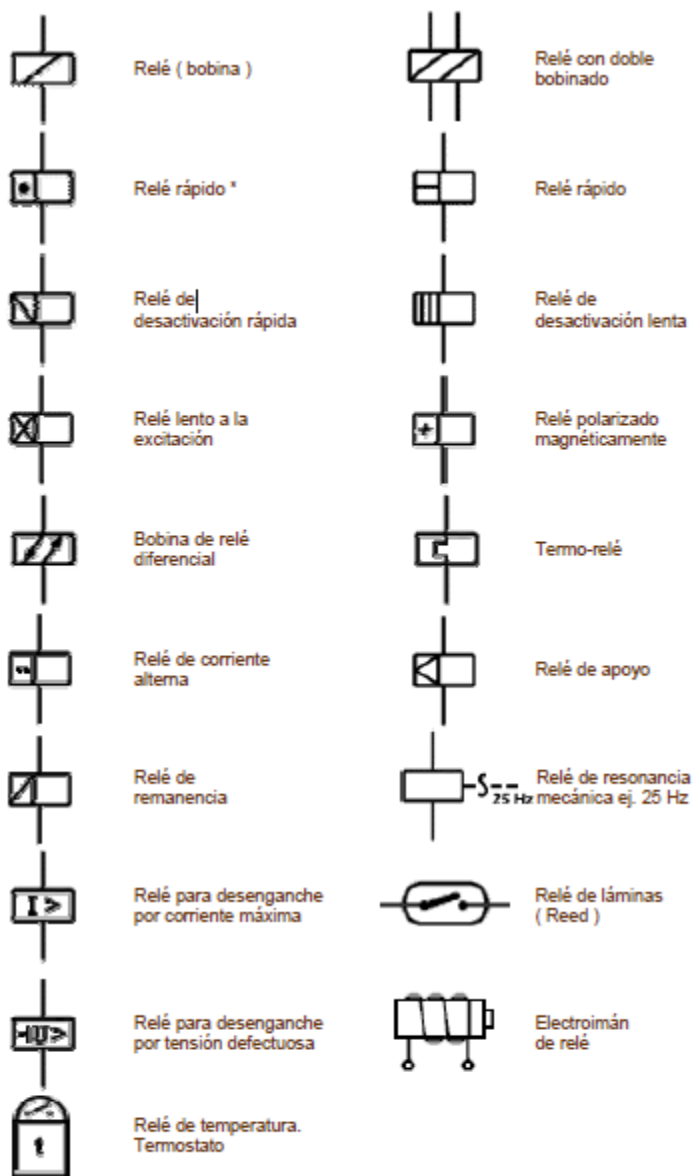 Relé ( bobina )
Relé con doble
bobinado
Relé rápido *
Relé rápido
Relé de
desactivación rápida
Relé de
desactivación lenta
Relé lento a la
excitación
Relé polarizado
magnéticamente
Bobina de relé
diferencial
Termo-relé
Relé de corriente
alterna
Relé de apoyo
Relé de
remanencia
25 Hz
Relé de resonancia
mecánica ej. 25 Hz
I >
Relé para desenganche
por corriente máxima
Relé de láminas
( Reed )
Relé para desenganche
por tensión defectuosa
Electroimán
de relé
t
Relé de temperatura.
Termostato